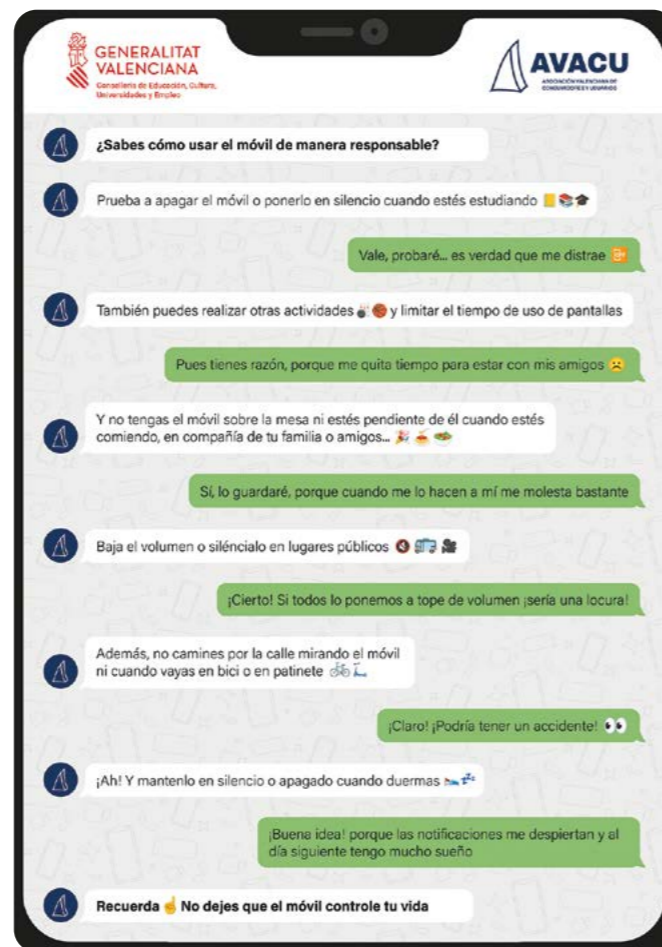 GENERALITAT
VALENCIANA
Conselleria de Educación, Cultura,
Universidades y Empleo
AVACU
ASOCIACIÓN VALENCIANA DE
CONSUMIDORES Y USUARIOS
¿Sabes cómo usar el móvil de manera responsable?
Prueba a apagar el móvil o ponerlo en silencio cuando estés estudiando 📒📚🎓
Vale, probaré... es verdad que me distrae 📴
También puedes realizar otras actividades 🎳🏀 y limitar el tiempo de uso de pantallas
Pues tienes razón, porque me quita tiempo para estar con mis amigos ☹️
Y no tengas el móvil sobre la mesa ni estés pendiente de él cuando estés
comiendo, en compañía de tu familia o amigos... 🎉🍝🥗
Sí, lo guardaré, porque cuando me lo hacen a mí me molesta bastante
Baja el volumen o siléncialo en lugares públicos 🔇🚌🎥
¡Cierto! Si todos lo ponemos a tope de volumen ¡sería una locura!
Además, no camines por la calle mirando el móvil
ni cuando vayas en bici o en patinete 🚲🛴
¡Claro! ¡Podría tener un accidente! 👀
¡Ah! Y mantenlo en silencio o apagado cuando duermas 🛌💤
¡Buena idea! porque las notificaciones me despiertan y al
día siguiente tengo mucho sueño
Recuerda ☝️ No dejes que el móvil controle tu vida